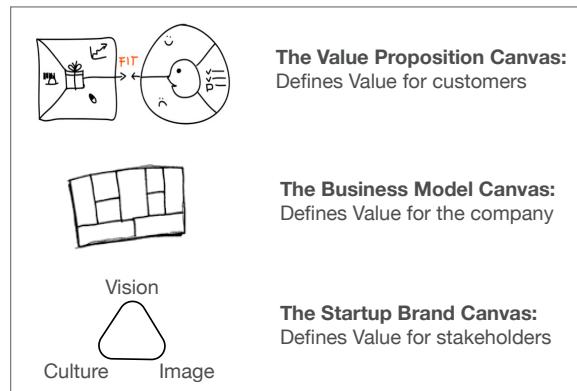 FIT
The Value Proposition Canvas:
Defines Value for customers
The Business Model Canvas:
Defines Value for the company
Vision
Culture Image
The Startup Brand Canvas:
Defines Value for stakeholders